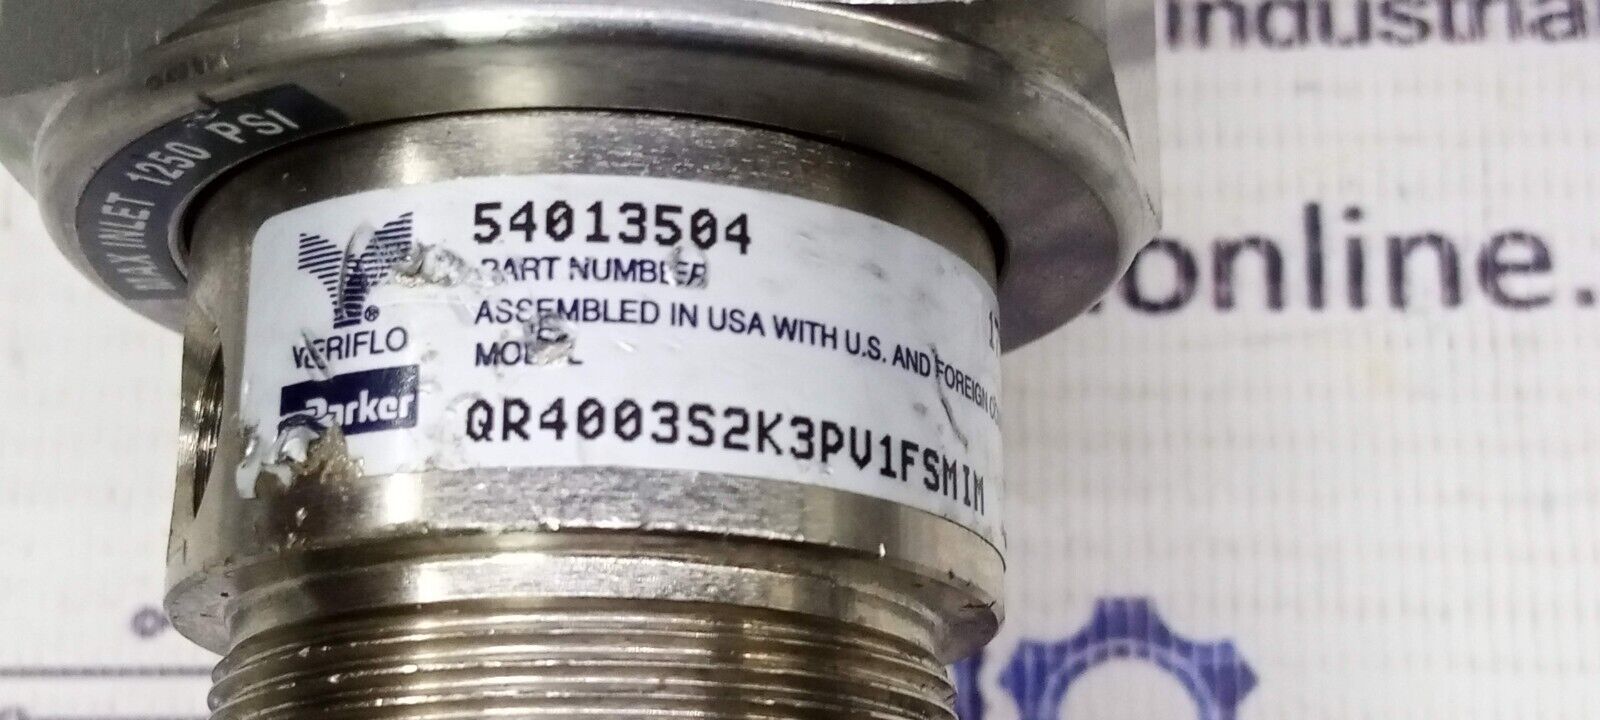 MAX INLET 1250 PSI
54013504
PART NUMBER
ASSEMBLED IN USA WITH U.S. AND FOREIGN
MODEL
QR4003S2K3PV1FSMIM
VERIFLO
®
Parker
Industrial
online.